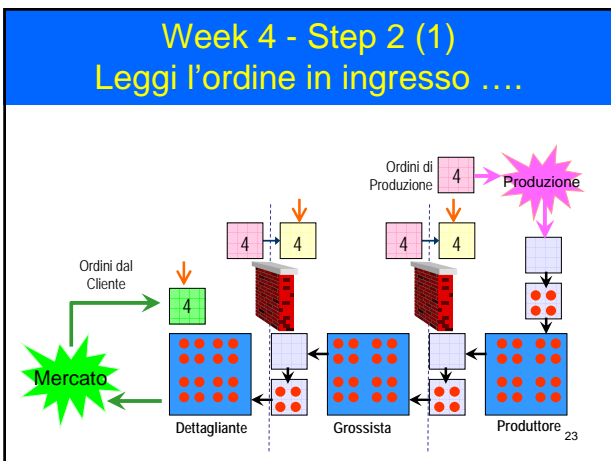 Week 4 - Step 2 (1)
Leggi l'ordine in ingresso ….
Ordini di
Produzione
4
Produzione
4
4
4
4
Ordini dal
Cliente
4
Mercato
Dettagliante
Grossista
Produttore
23